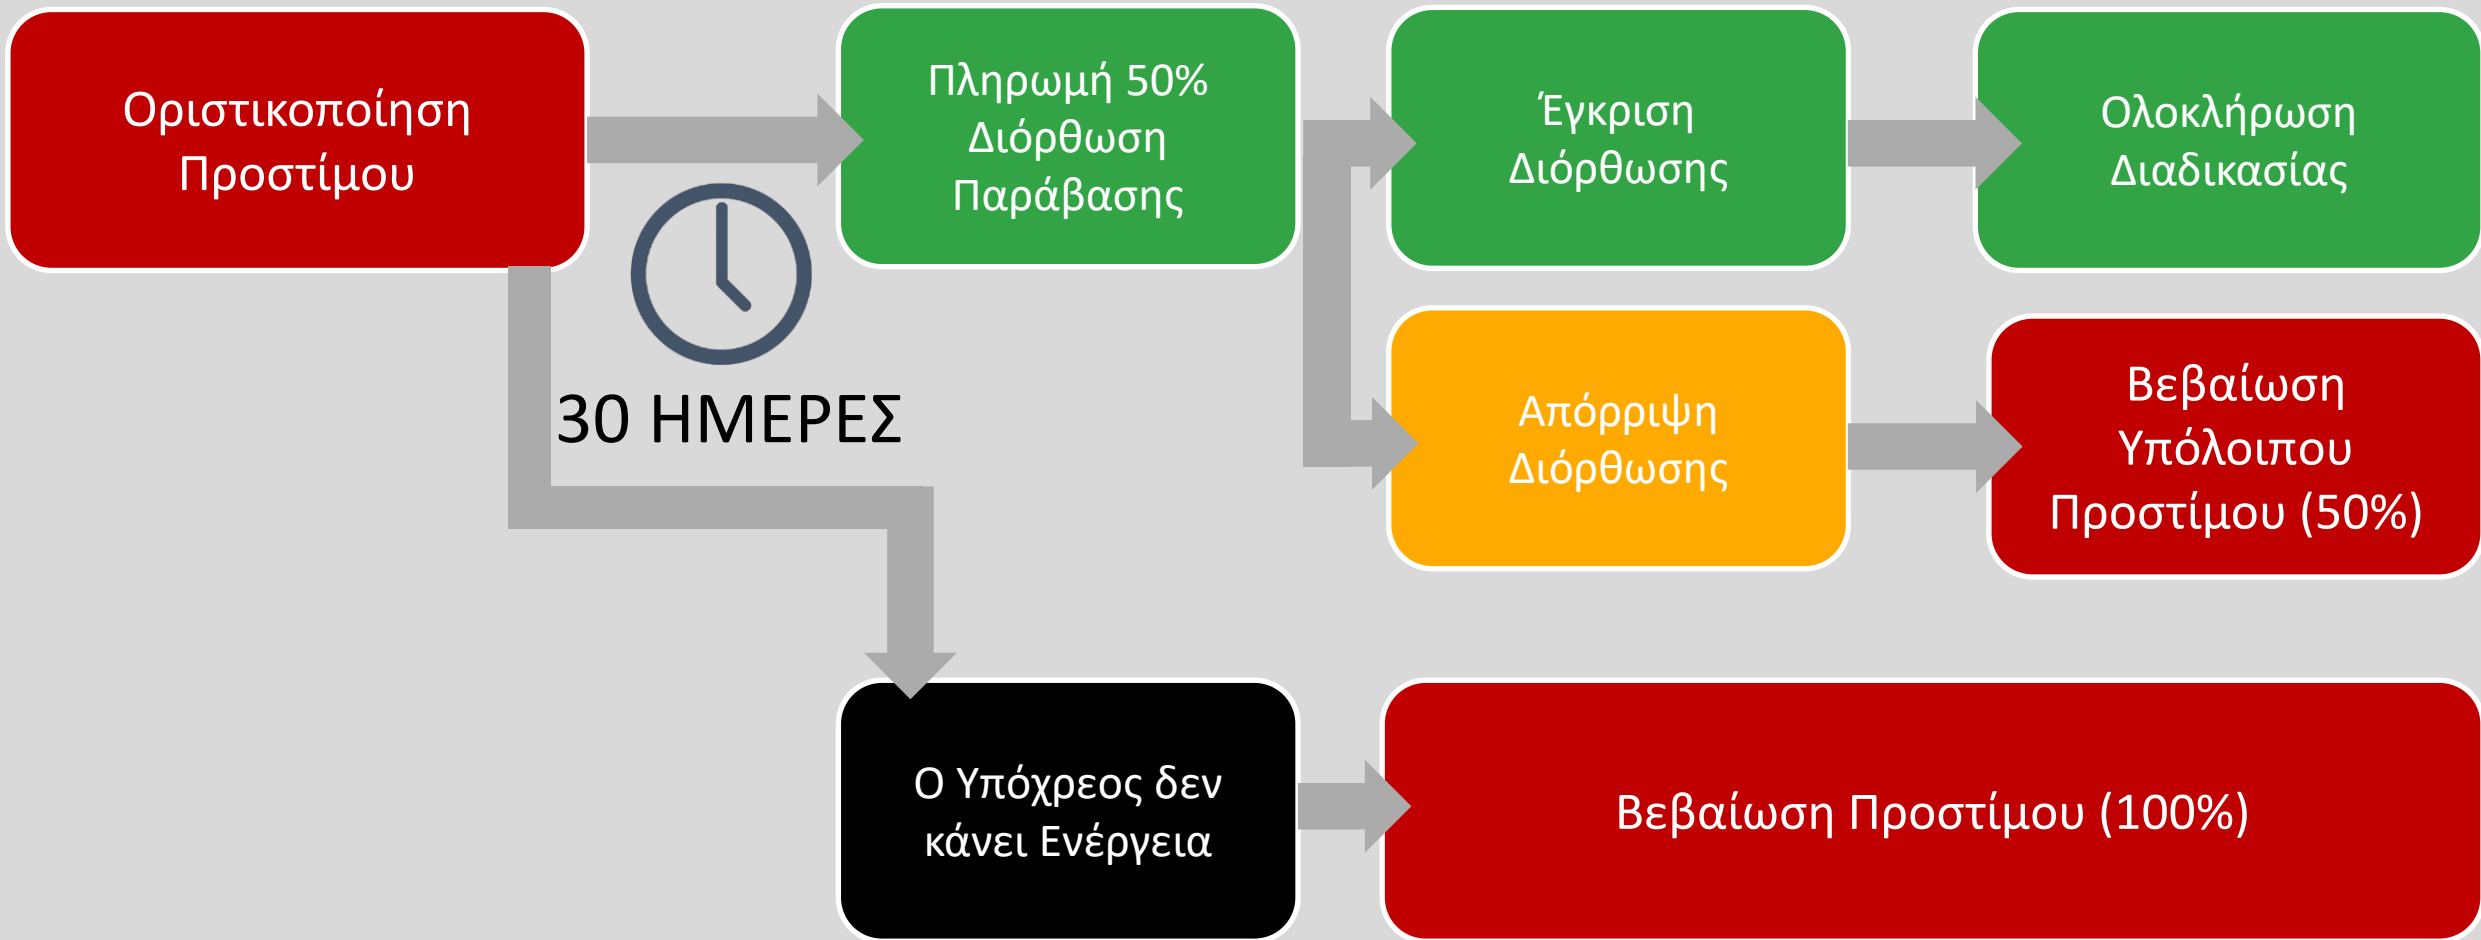 Οριστικοποίηση
Προστίμου
Πληρωμή 50%
Διόρθωση
Παράβασης
Έγκριση
Διόρθωσης
Ολοκλήρωση
Διαδικασίας
30 ΗΜΕΡΕΣ
Απόρριψη
Διόρθωσης
Βεβαίωση
Υπόλοιπου
Προστίμου (50%)
Ο Υπόχρεος δεν
κάνει Ενέργεια
Βεβαίωση Προστίμου (100%)